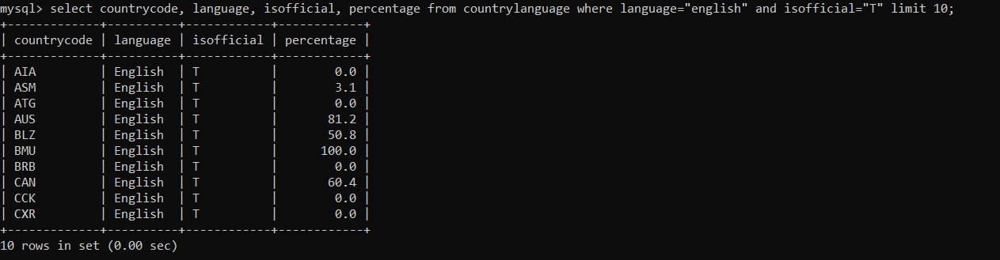 mysql> select countrycode, language, isofficial, percentage from countrylanguage where language="english" and isofficial="T" limit 10;
+-------------+----------+------------+------------+
| countrycode | language | isofficial | percentage |
+-------------+----------+------------+------------+
| AIA         | English  | T          |        0.0 |
| ASM         | English  | T          |        3.1 |
| ATG         | English  | T          |        0.0 |
| AUS         | English  | T          |       81.2 |
| BLZ         | English  | T          |       50.8 |
| BMU         | English  | T          |      100.0 |
| BRB         | English  | T          |        0.0 |
| CAN         | English  | T          |       60.4 |
| CCK         | English  | T          |        0.0 |
| CXR         | English  | T          |        0.0 |
+-------------+----------+------------+------------+
10 rows in set (0.00 sec)